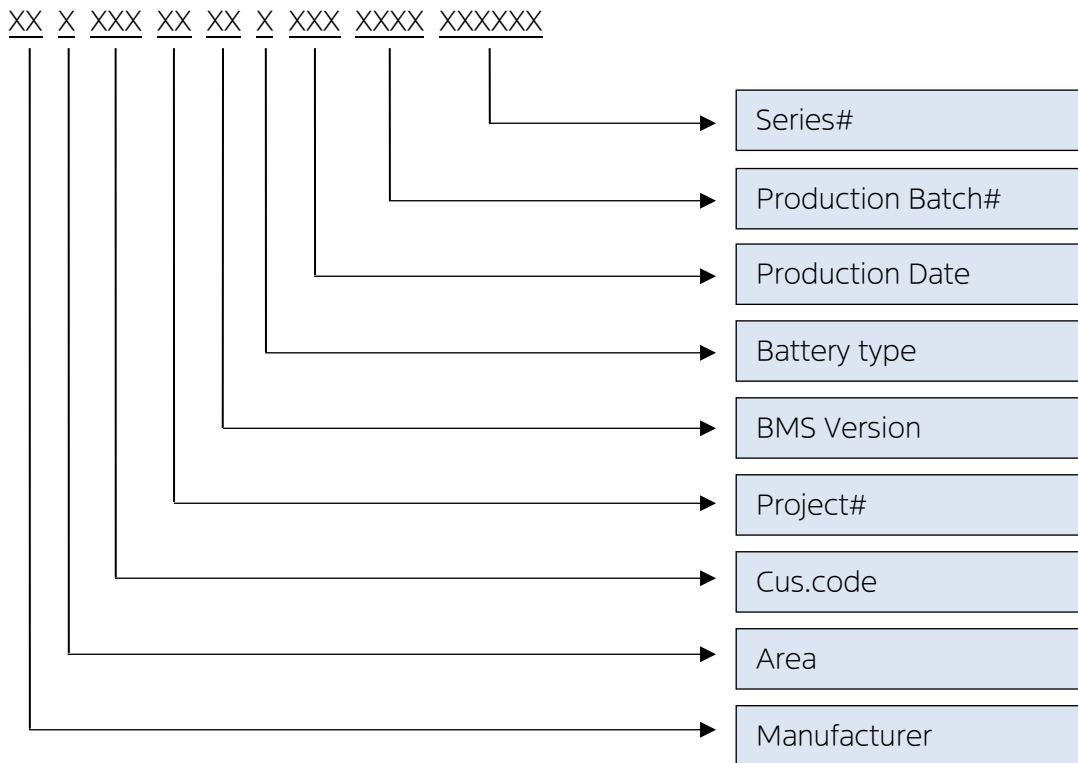 XX X XXX XX XX X XXX XXXX XXXXXX
Series#
Production Batch#
Production Date
Battery type
BMS Version
Project#
Cus.code
Area
Manufacturer